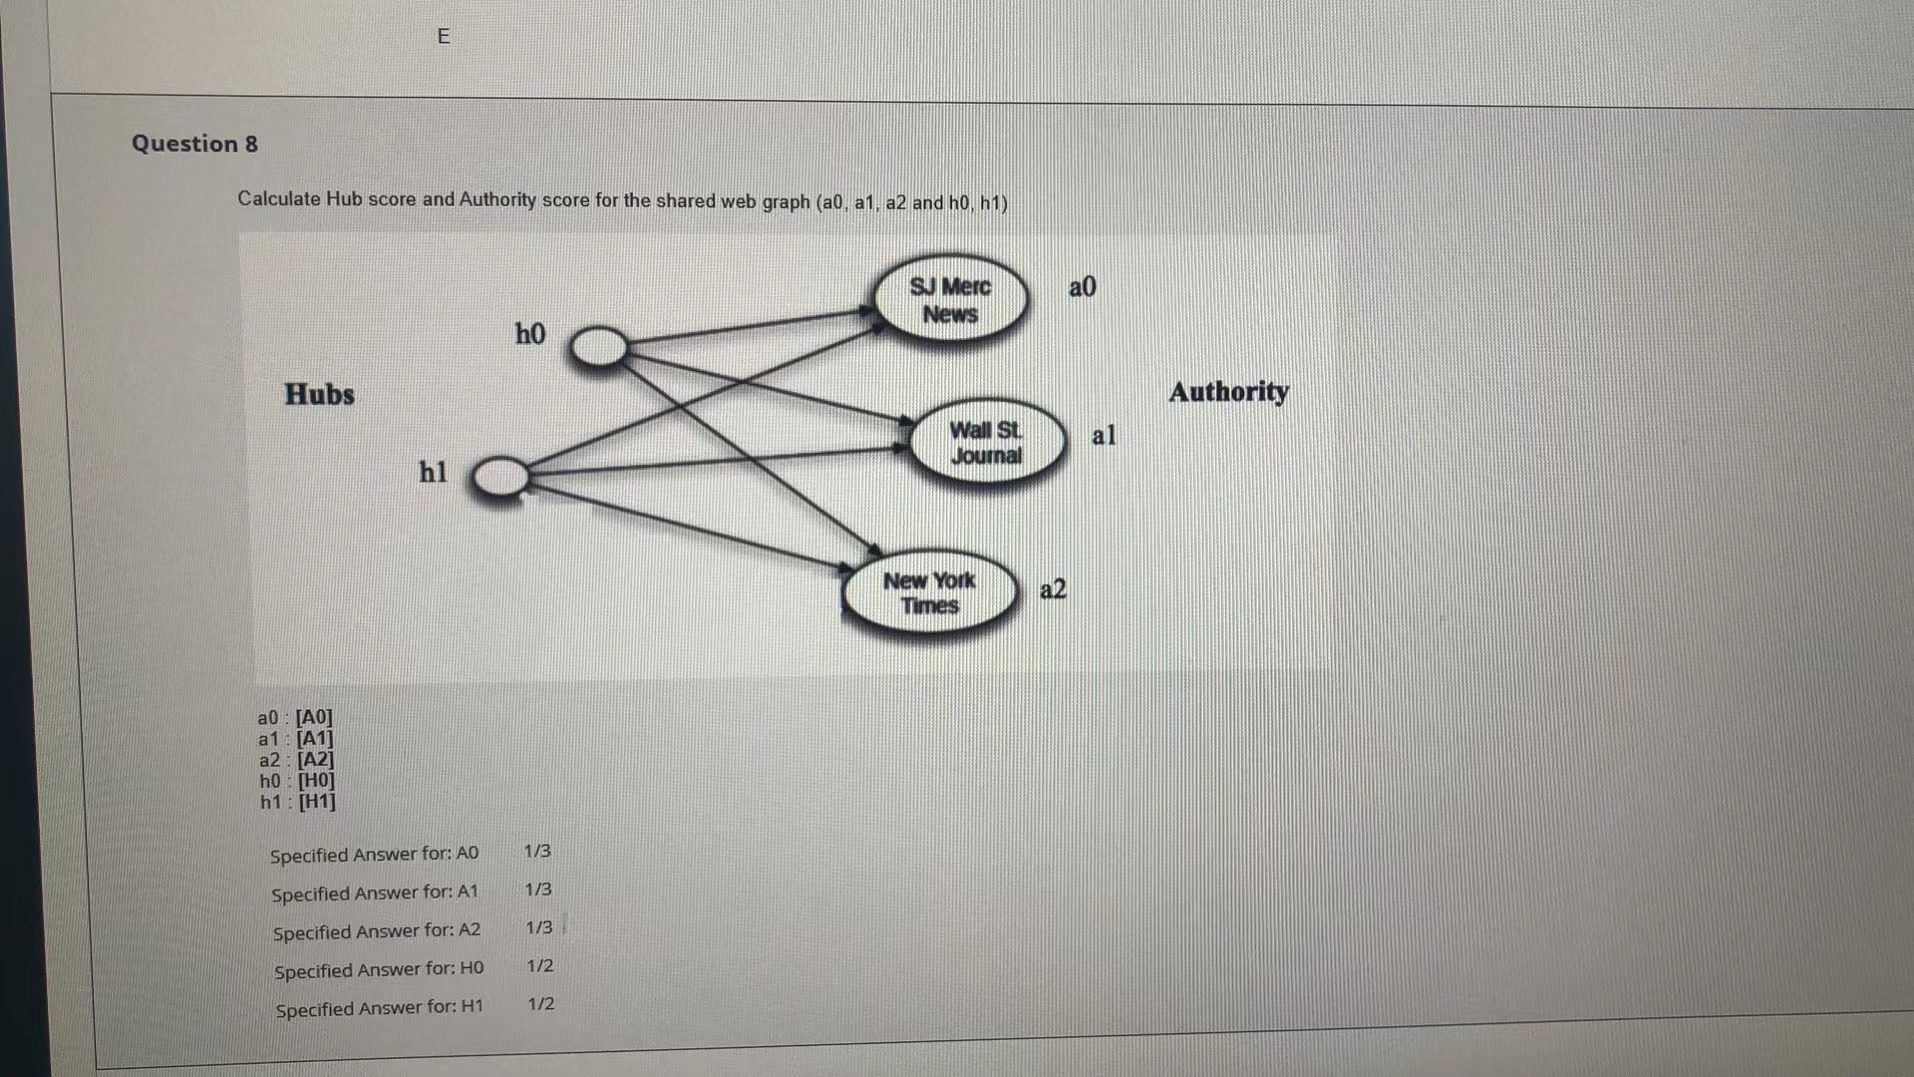 E
Question 8
Calculate Hub score and Authority score for the shared web graph (a0, a1, a2 and h0, h1)
SJ Merc
News
a0
h0
Hubs
Authority
Wall St.
Journal
a1
h1
New York
Times
a2
a0 : [A0]
a1 : [A1]
a2 : [A2]
h0 : [H0]
h1 : [H1]
Specified Answer for: A0 1/3
Specified Answer for: A1 1/3
Specified Answer for: A2 1/3
Specified Answer for: H0 1/2
Specified Answer for: H1 1/2